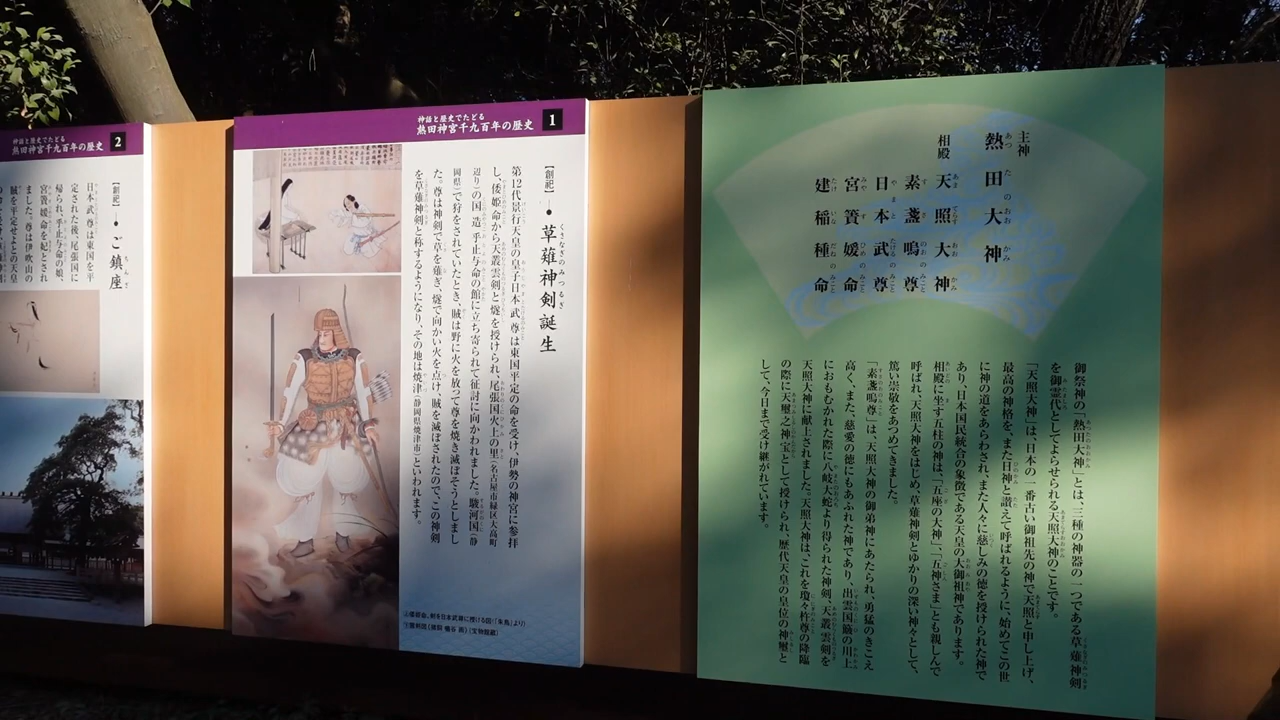 主神
熱田大神
相殿
天照大神
素盞嗚尊
日本武尊
宮簀媛命
建稲種命
御祭神の「熱田大神」とは、三種の神器の一つである草薙神剣
を御霊代としてよらせられる天照大神のことです。
「天照大神」は、日本の一番古い御祖先の神で天照と申し上げ、
最高の神格を、また日神と讃えて呼ばれるように、始めてこの世
に神の道をあらわされ、また人々に慈しみの徳を授けられた神で
あり、日本国民統合の象徴である天皇の大御祖神であります。
相殿に坐す五柱の神は、「五座の大神」、「五神さま」とも親しんで
呼ばれ、天照大神をはじめ、草薙神剣とゆかりの深い神々として、
篤い崇敬をあつめてきました。
「素盞嗚尊」は、天照大神の御弟神にあたられ、勇猛のきこえ
高く、また、慈愛の徳にもあふれた神であり、出雲国簸の川上
におもむかれた際に八岐大蛇より得られた神剣、天叢雲剣を
天照大神に献上されました。天照大神は、これを瓊々杵尊の降臨
の際に天璽之神宝として授けられ、歴代天皇の皇位の神璽と
して、今日まで受け継がれています。
神話と歴史でたどる
熱田神宮千九百年の歴史
1
【創祀】
草薙神剣誕生
第12代景行天皇の皇子日本武尊は東国平定の命を受け、伊勢の神宮に参拝
し、倭姫命から天叢雲剣と燧を授けられ、尾張国火上の里(名古屋市緑区大高町
辺り)の国造・乎止与命の館に立ち寄られて征討に向かわれました。駿河国(静
岡県)で狩をされていたとき、賊は野に火を放つて尊を焼き滅ぼそうとしまし
た。尊は神剣で草を薙ぎ、燧で向かい火を点け、賊を滅ぼされたので、この神剣
を草薙神剣と称するようになり、その地は焼津(静岡県焼津市)といわれます。
神話と歴史でたどる
熱田神宮千九百年の歴史
2
【創祀】
ご鎮座
日本武尊は東国を平
定された後、尾張国に
帰られ、乎止与命の娘、
宮簀媛命を妃とされ
ました。尊は伊吹山の
賊を平定せよとの天皇